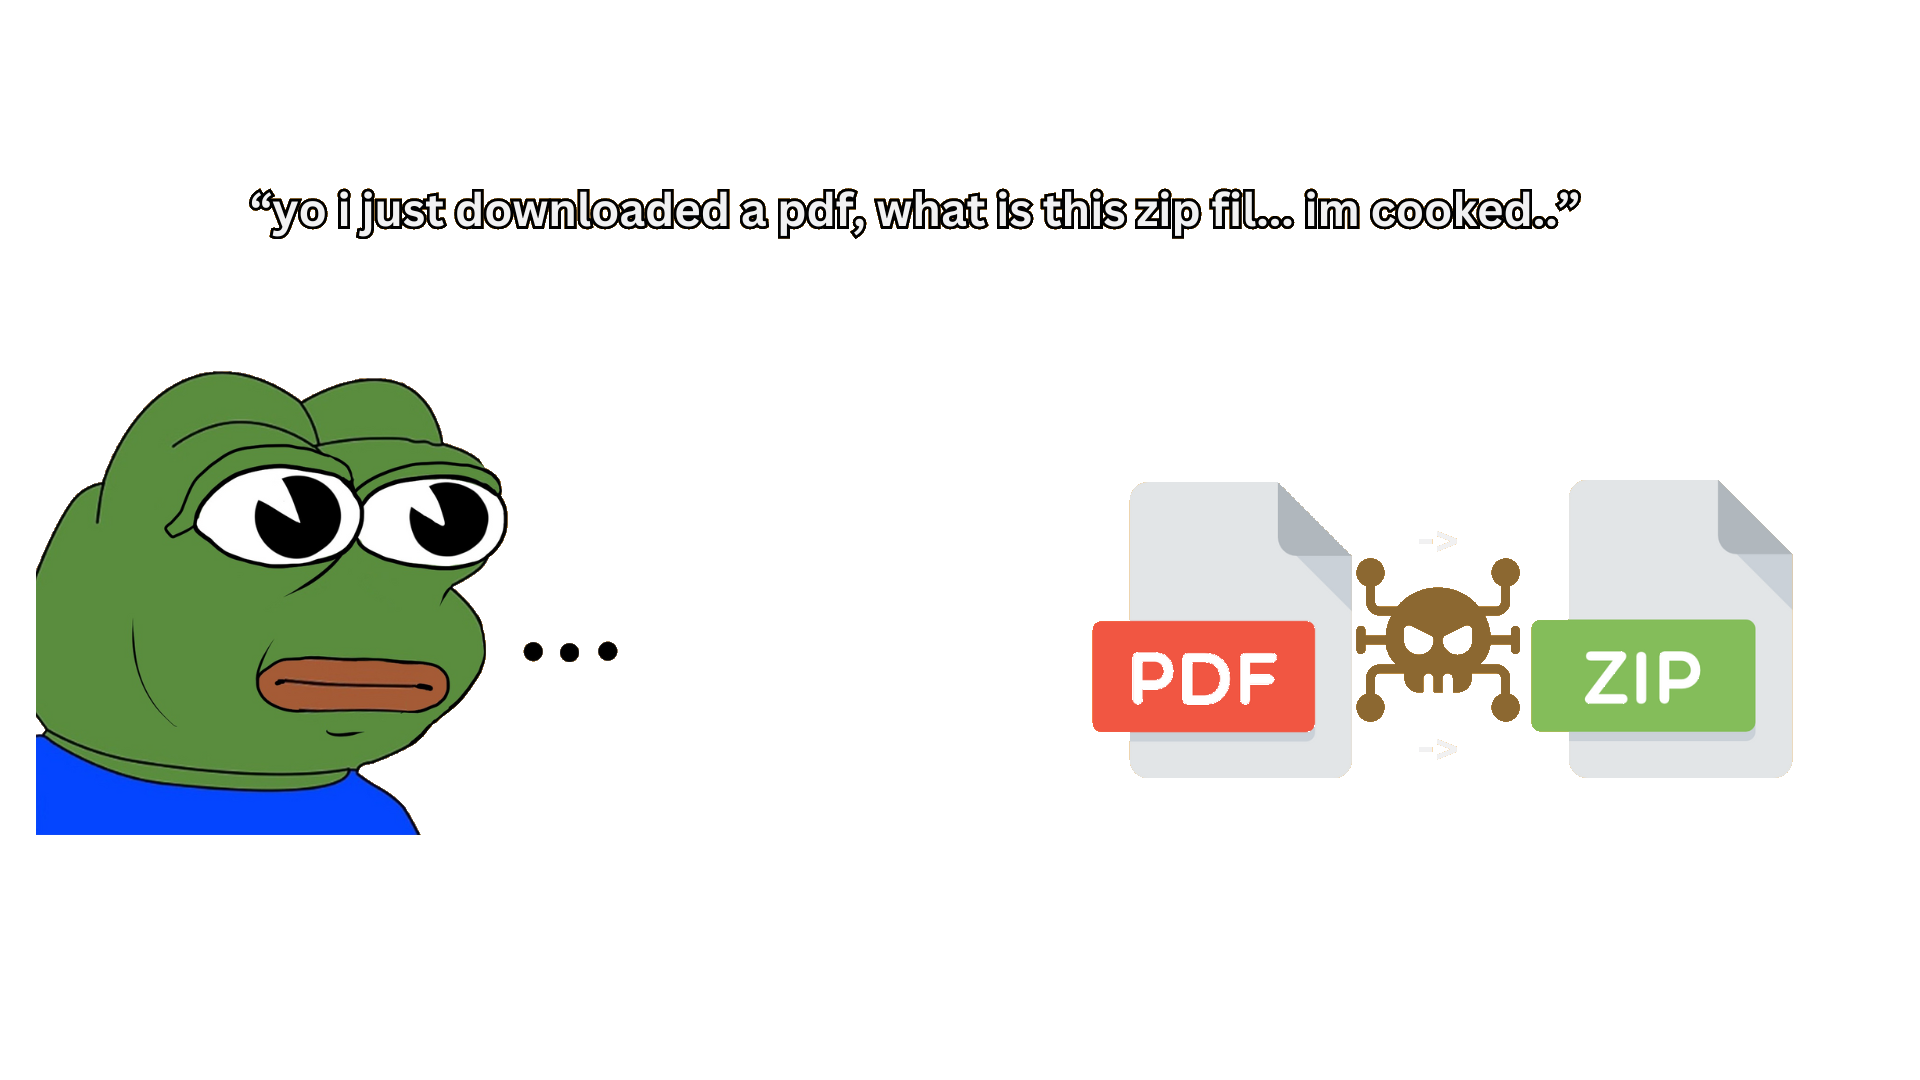 “yo i just downloaded a pdf, what is this zip fil... im cooked..”
...
->
PDF
ZIP
->